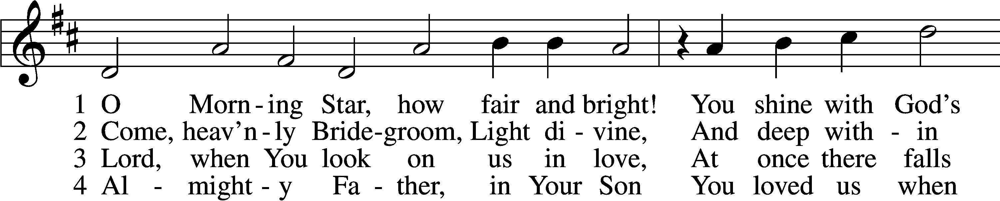 1 O Morn - ing Star, how fair and bright! You shine with God's
2 Come, heav'n - ly Bride - groom, Light di - vine, And deep with - in
3 Lord, when You look on us in love, At once there falls
4 Al - might - y Fa - ther, in Your Son You loved us when